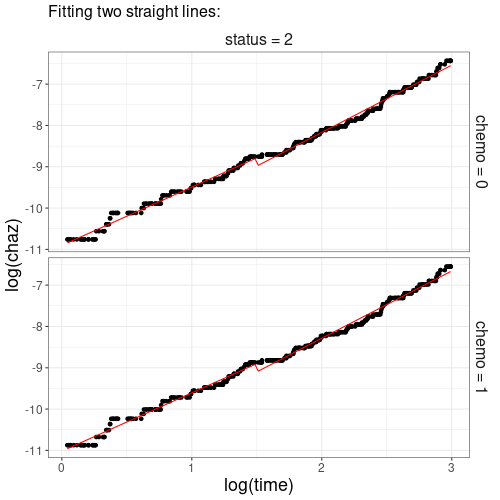 Fitting two straight lines:
status = 2
-7
-8
-9
-10
-11
chemo = 0
-7
-8
-9
-10
-11
chemo = 1
log(chaz)
0 1 2 3
log(time)